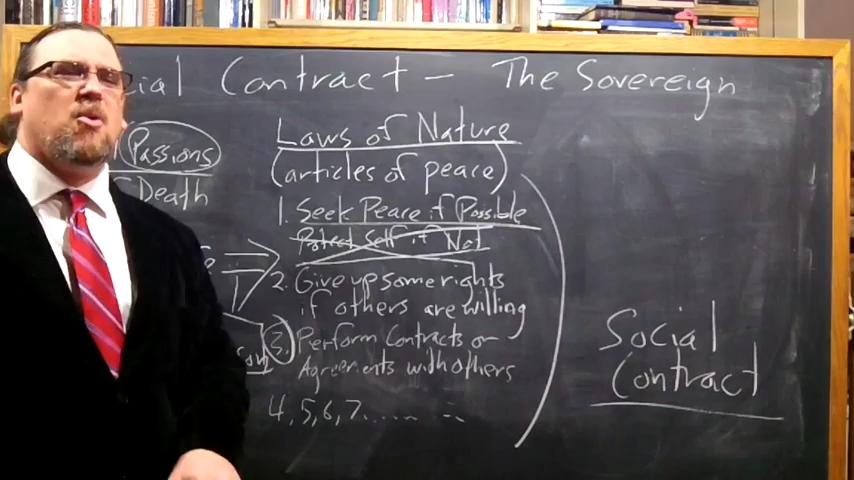 cial Contract – The Sovereign
Passions
Death
Laws of Nature
(articles of peace)
1. Seek Peace if Possible
Protect Self if Not
2. Give up some rights
if others are willing
3. Perform Contracts or
Agreements with others
4, 5, 6, 7......
Social
Contract